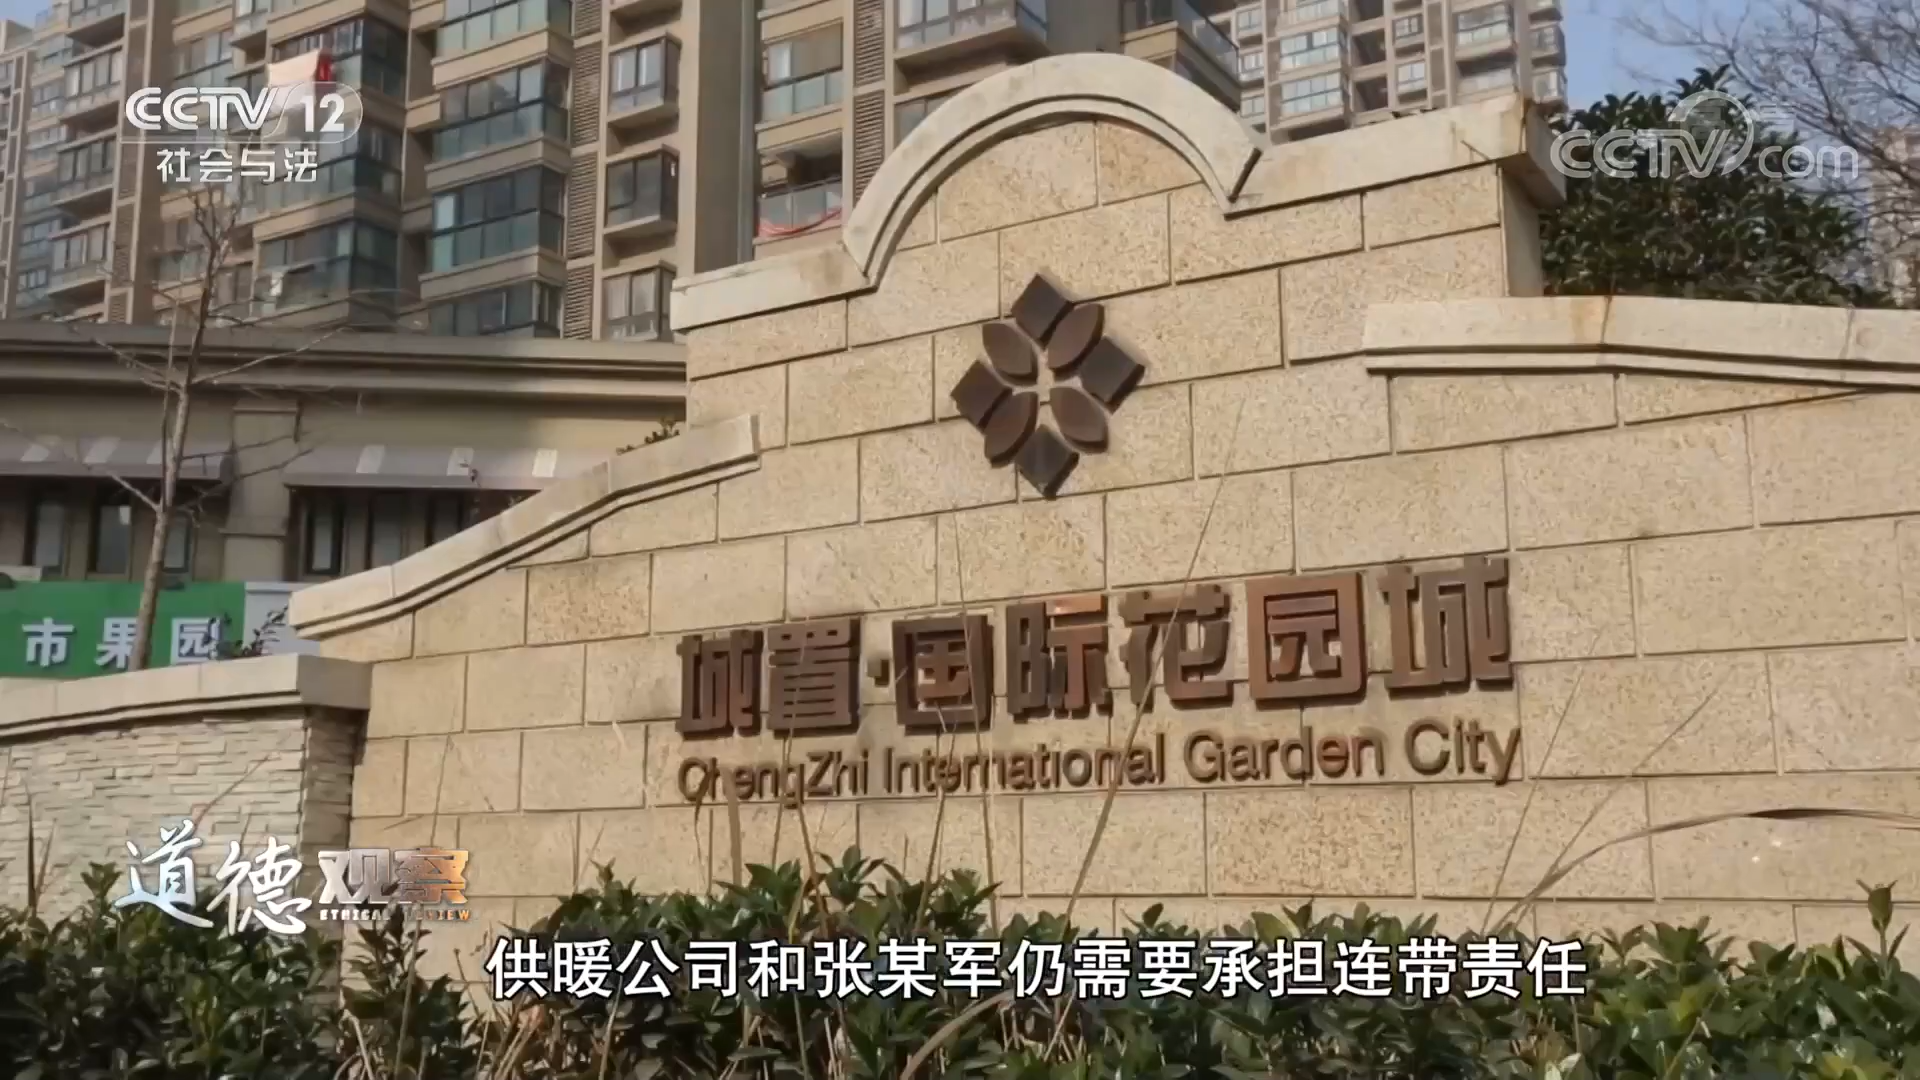 CCTV 12
社会与法
CCTV.com
市果园
城置·国际花园城
ChengZhi International Garden City
道德观察
ETHICAL REVIEW
供暖公司和张某军仍需要承担连带责任